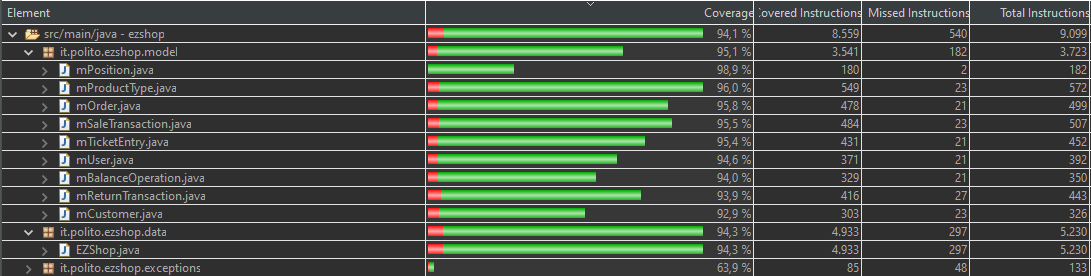 Element Coverage Covered Instructions Missed Instructions Total Instructions
src/main/java - ezshop 94,1 % 8.559 540 9.099
it.polito.ezshop.model 95,1 % 3.541 182 3.723
mPosition.java 98,9 % 180 2 182
mProductType.java 96,0 % 549 23 572
mOrder.java 95,8 % 478 21 499
mSaleTransaction.java 95,5 % 484 23 507
mTicketEntry.java 95,4 % 431 21 452
mUser.java 94,6 % 371 21 392
mBalanceOperation.java 94,0 % 329 21 350
mReturnTransaction.java 93,9 % 416 27 443
mCustomer.java 92,9 % 303 23 326
it.polito.ezshop.data 94,3 % 4.933 297 5.230
EZShop.java 94,3 % 4.933 297 5.230
it.polito.ezshop.exceptions 63,9 % 85 48 133